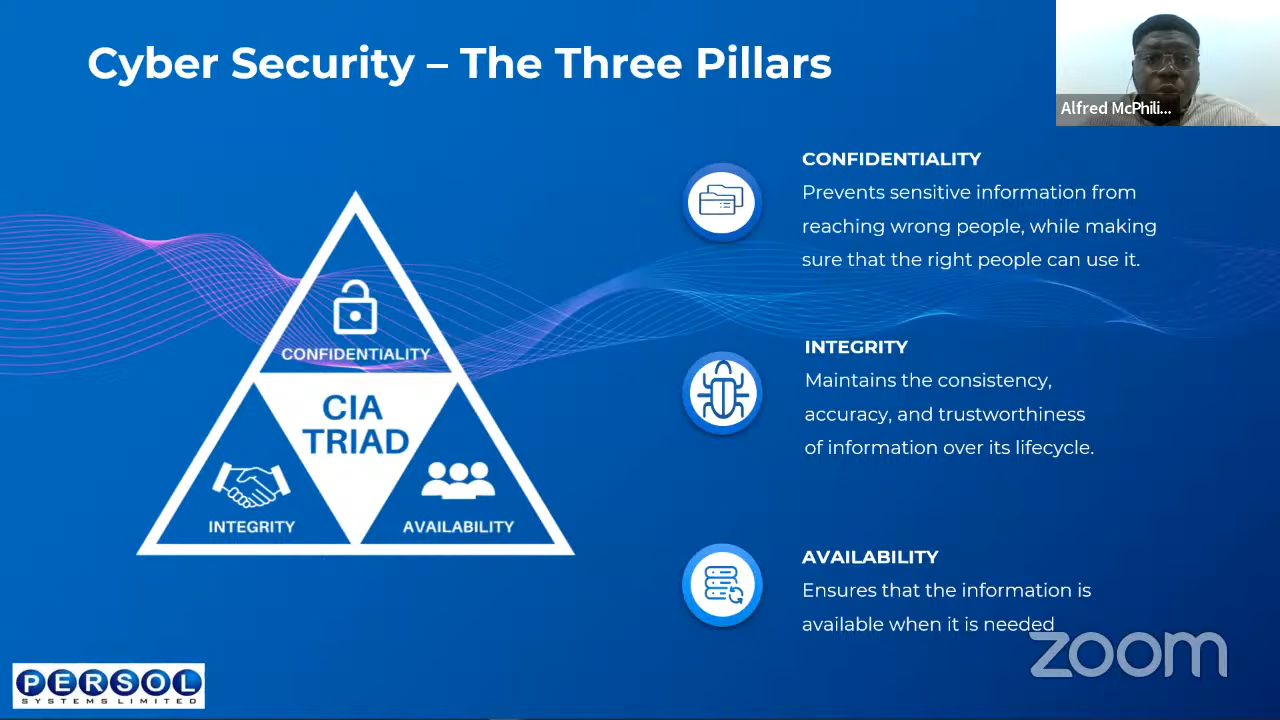 Cyber Security – The Three Pillars
Alfred McPhili...
CONFIDENTIALITY
Prevents sensitive information from
reaching wrong people, while making
sure that the right people can use it.
CONFIDENTIALITY
CIA
TRIAD
INTEGRITY
AVAILABILITY
INTEGRITY
Maintains the consistency,
accuracy, and trustworthiness
of information over its lifecycle.
AVAILABILITY
Ensures that the information is
available when it is needed
zoom
PERSOL
SYSTEMS LIMITED